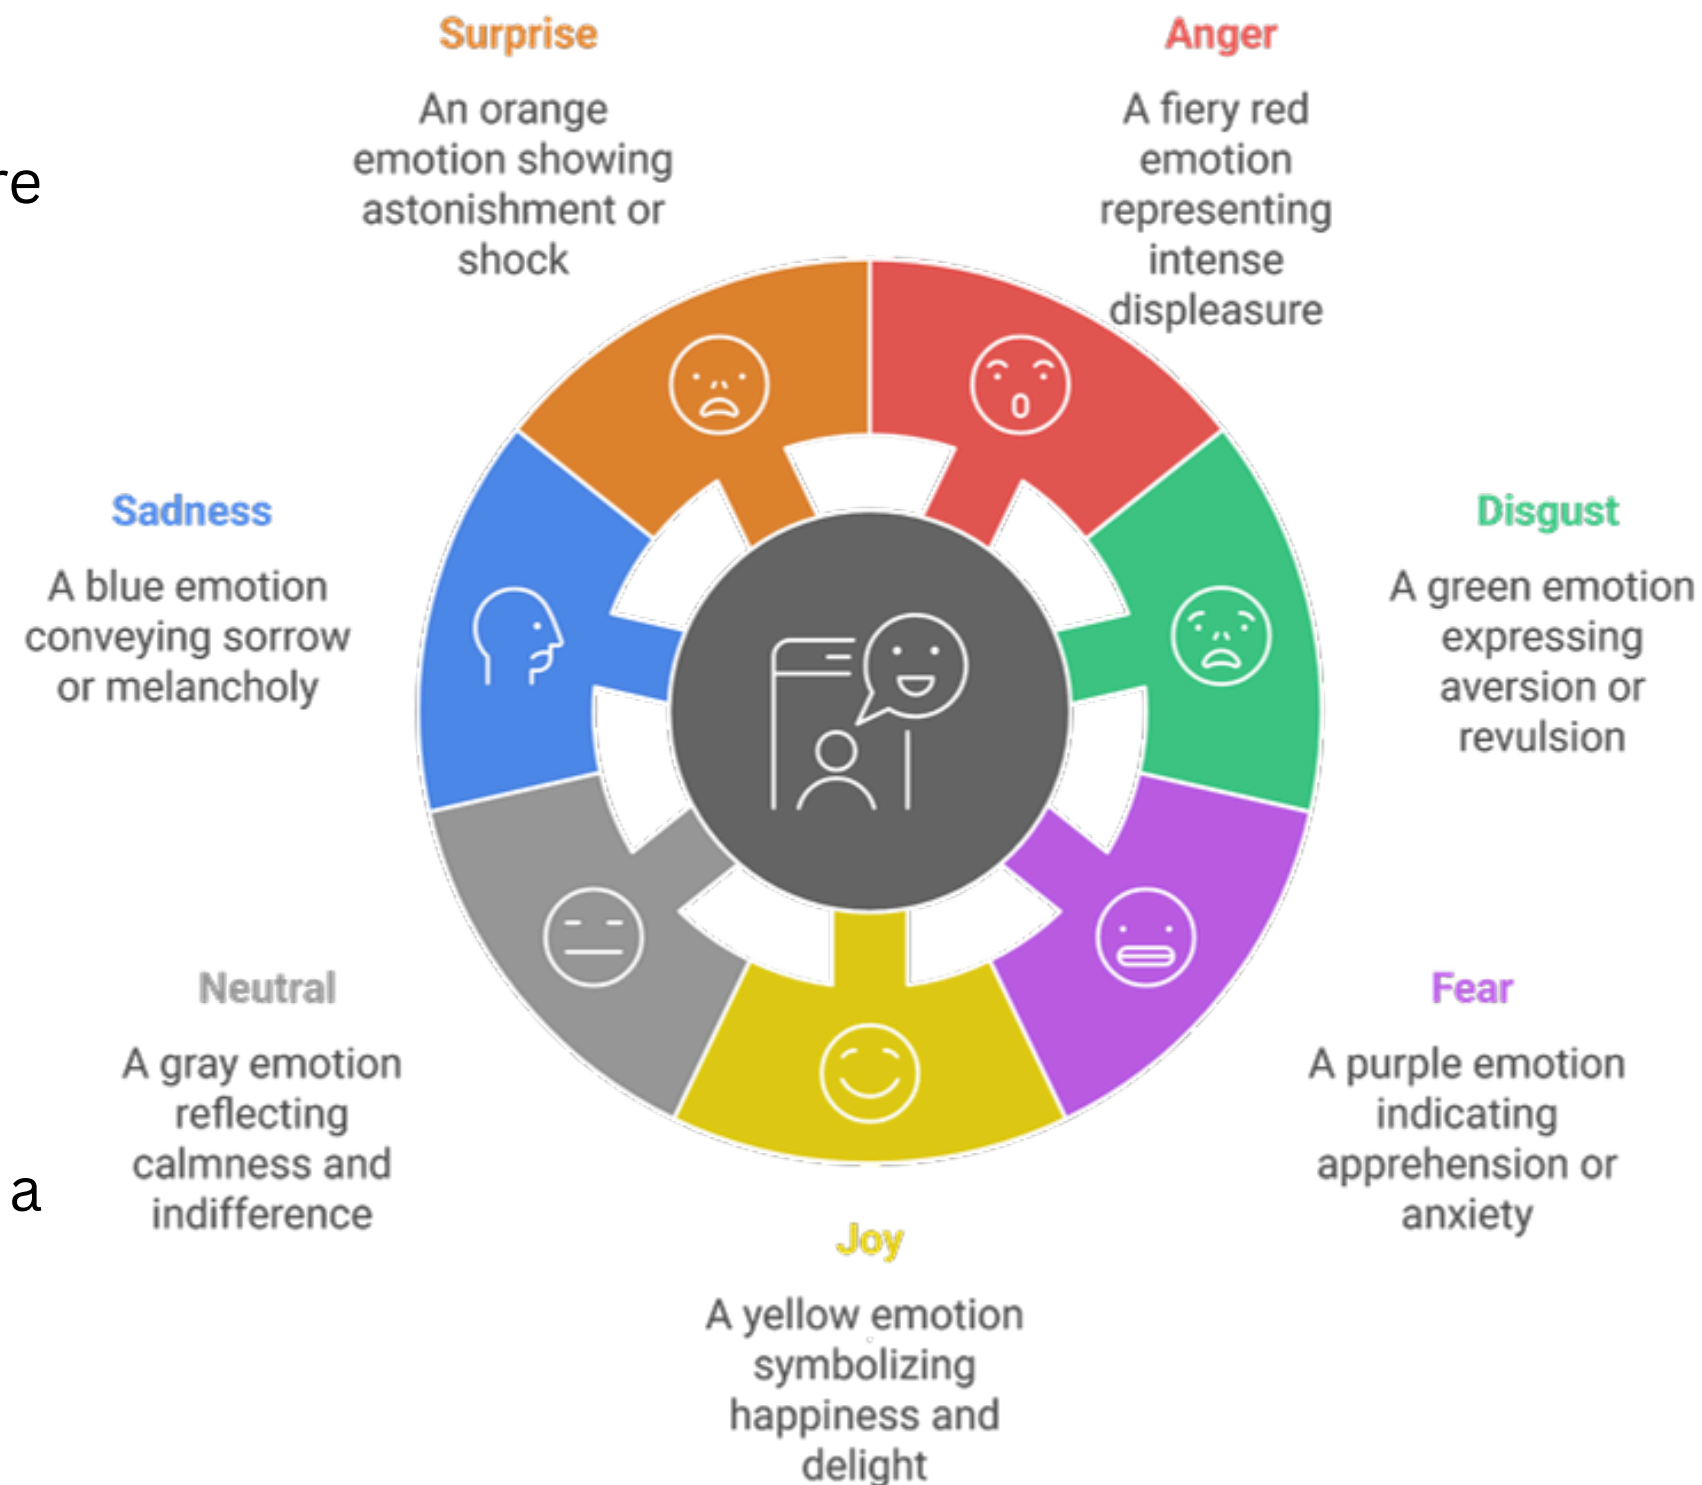 Surprise
An orange
emotion showing
astonishment or
shock
Anger
A fiery red
emotion
representing
intense
displeasure
re
Sadness
A blue emotion
conveying sorrow
or melancholy
Disgust
A green emotion
expressing
aversion or
revulsion
Neutral
A gray emotion
reflecting
calmness and
indifference
a
Fear
A purple emotion
indicating
apprehension or
anxiety
Joy
A yellow emotion
symbolizing
happiness and
delight